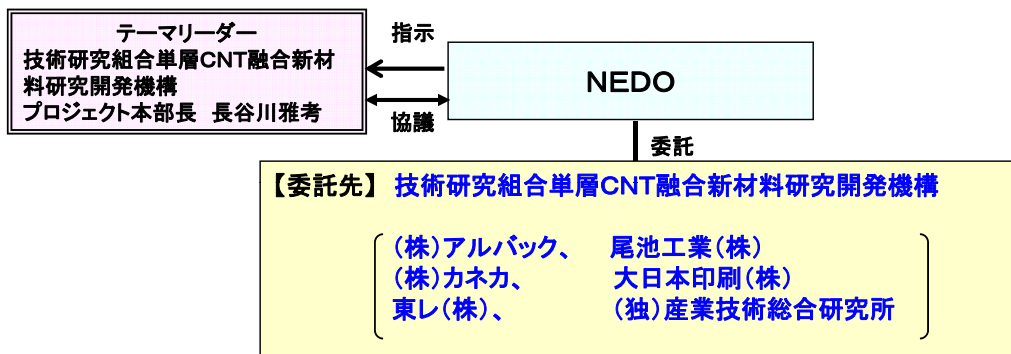 テーマリーダー
技術研究組合単層CNT融合新材
料研究開発機構
プロジェクト本部長 長谷川雅考
指示
協議
NEDO
委託
【委託先】 技術研究組合単層CNT融合新材料研究開発機構
(株)アルバック、 尾池工業(株)
(株)カネカ、 大日本印刷(株)
東レ(株)、 (独)産業技術総合研究所